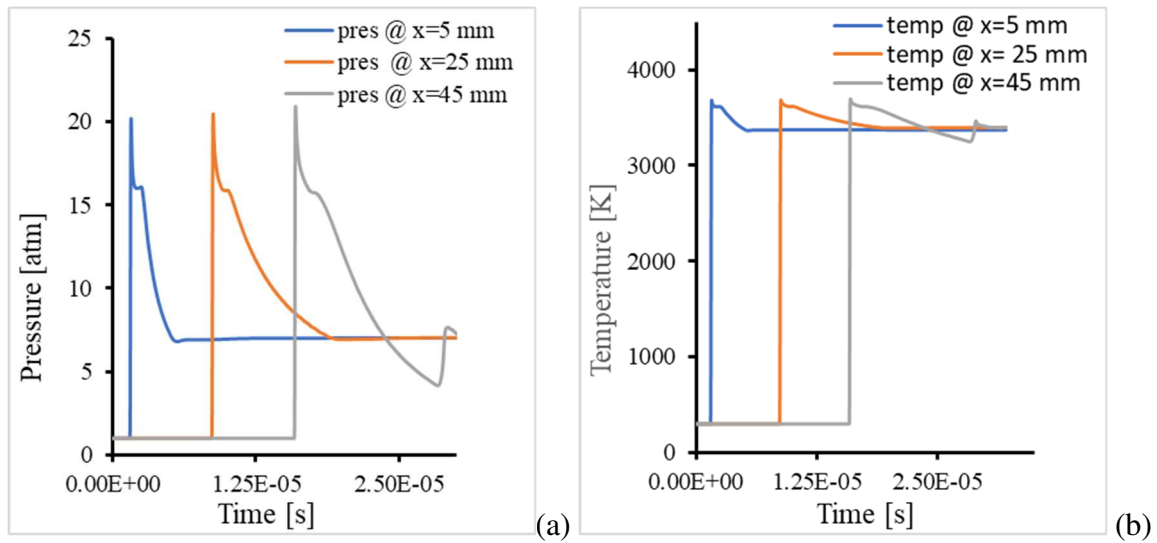 pres @ x=5 mm
pres @ x=25 mm
pres @ x=45 mm
25
20
15
10
5
0
0.00E+00 1.25E-05 2.50E-05
Pressure [atm]
Time [s]
(a)
temp @ x=5 mm
temp @ x= 25 mm
temp @ x=45 mm
4000
3000
2000
1000
0
0.00E+00 1.25E-05 2.50E-05
Temperature [K]
Time [s]
(b)